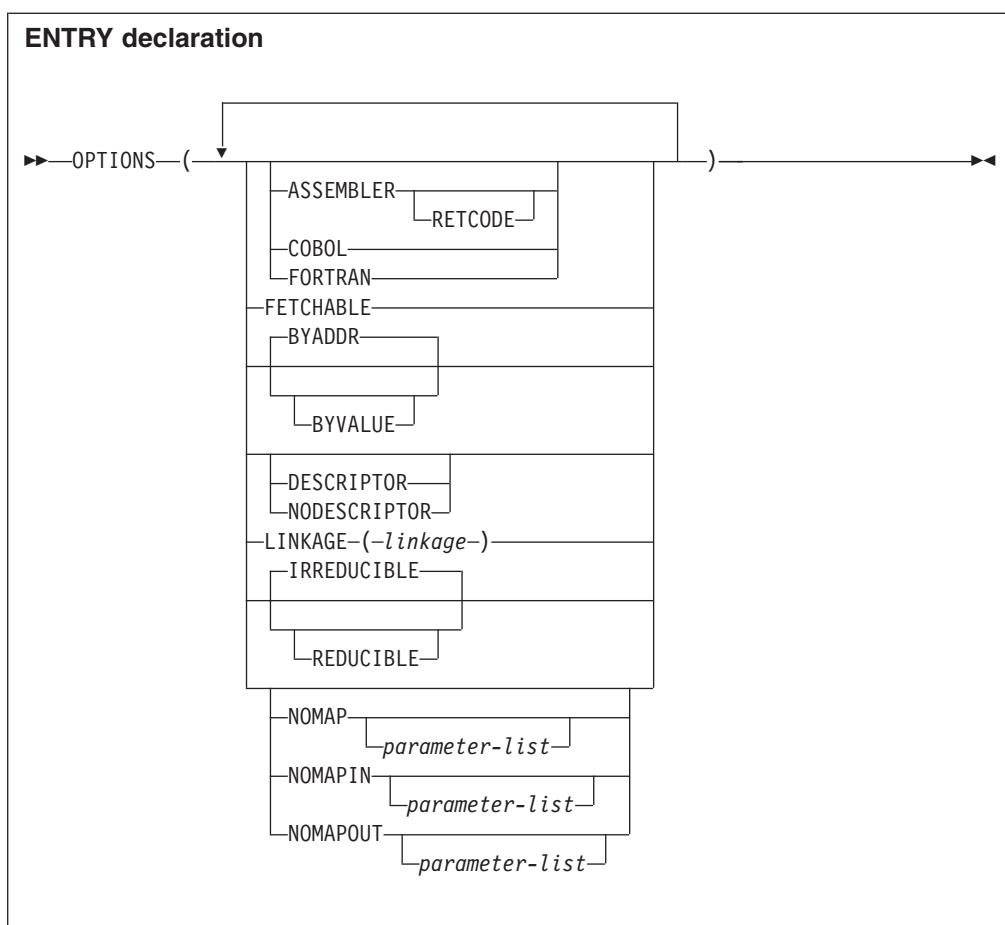 ENTRY declaration
OPTIONS ( )
ASSEMBLER
RETCODE
COBOL
FORTRAN
FETCHABLE
BYADDR
BYVALUE
DESCRIPTOR
NODESCRIPTOR
LINKAGE (linkage)
IRREDUCIBLE
REDUCIBLE
NOMAP
parameter-list
NOMAPIN
parameter-list
NOMAPOUT
parameter-list